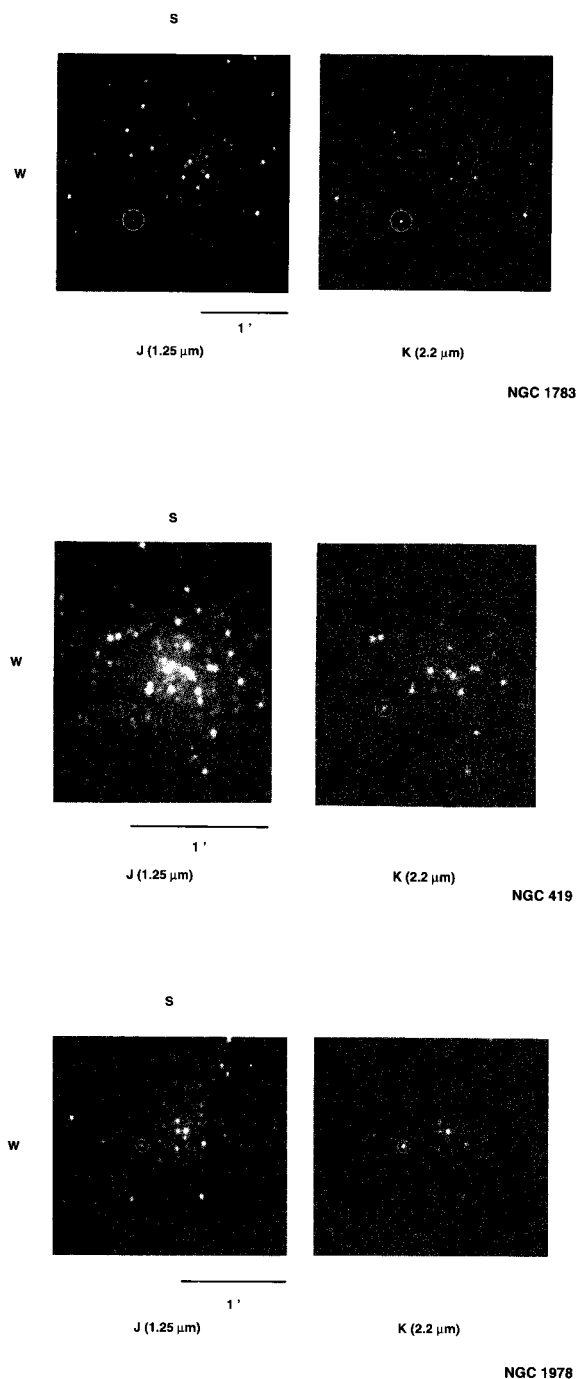 S
W
1 '
J (1.25 µm)
K (2.2 µm)
NGC 1783
S
W
1 '
J (1.25 µm)
K (2.2 µm)
NGC 419
S
W
1 '
J (1.25 µm)
K (2.2 µm)
NGC 1978